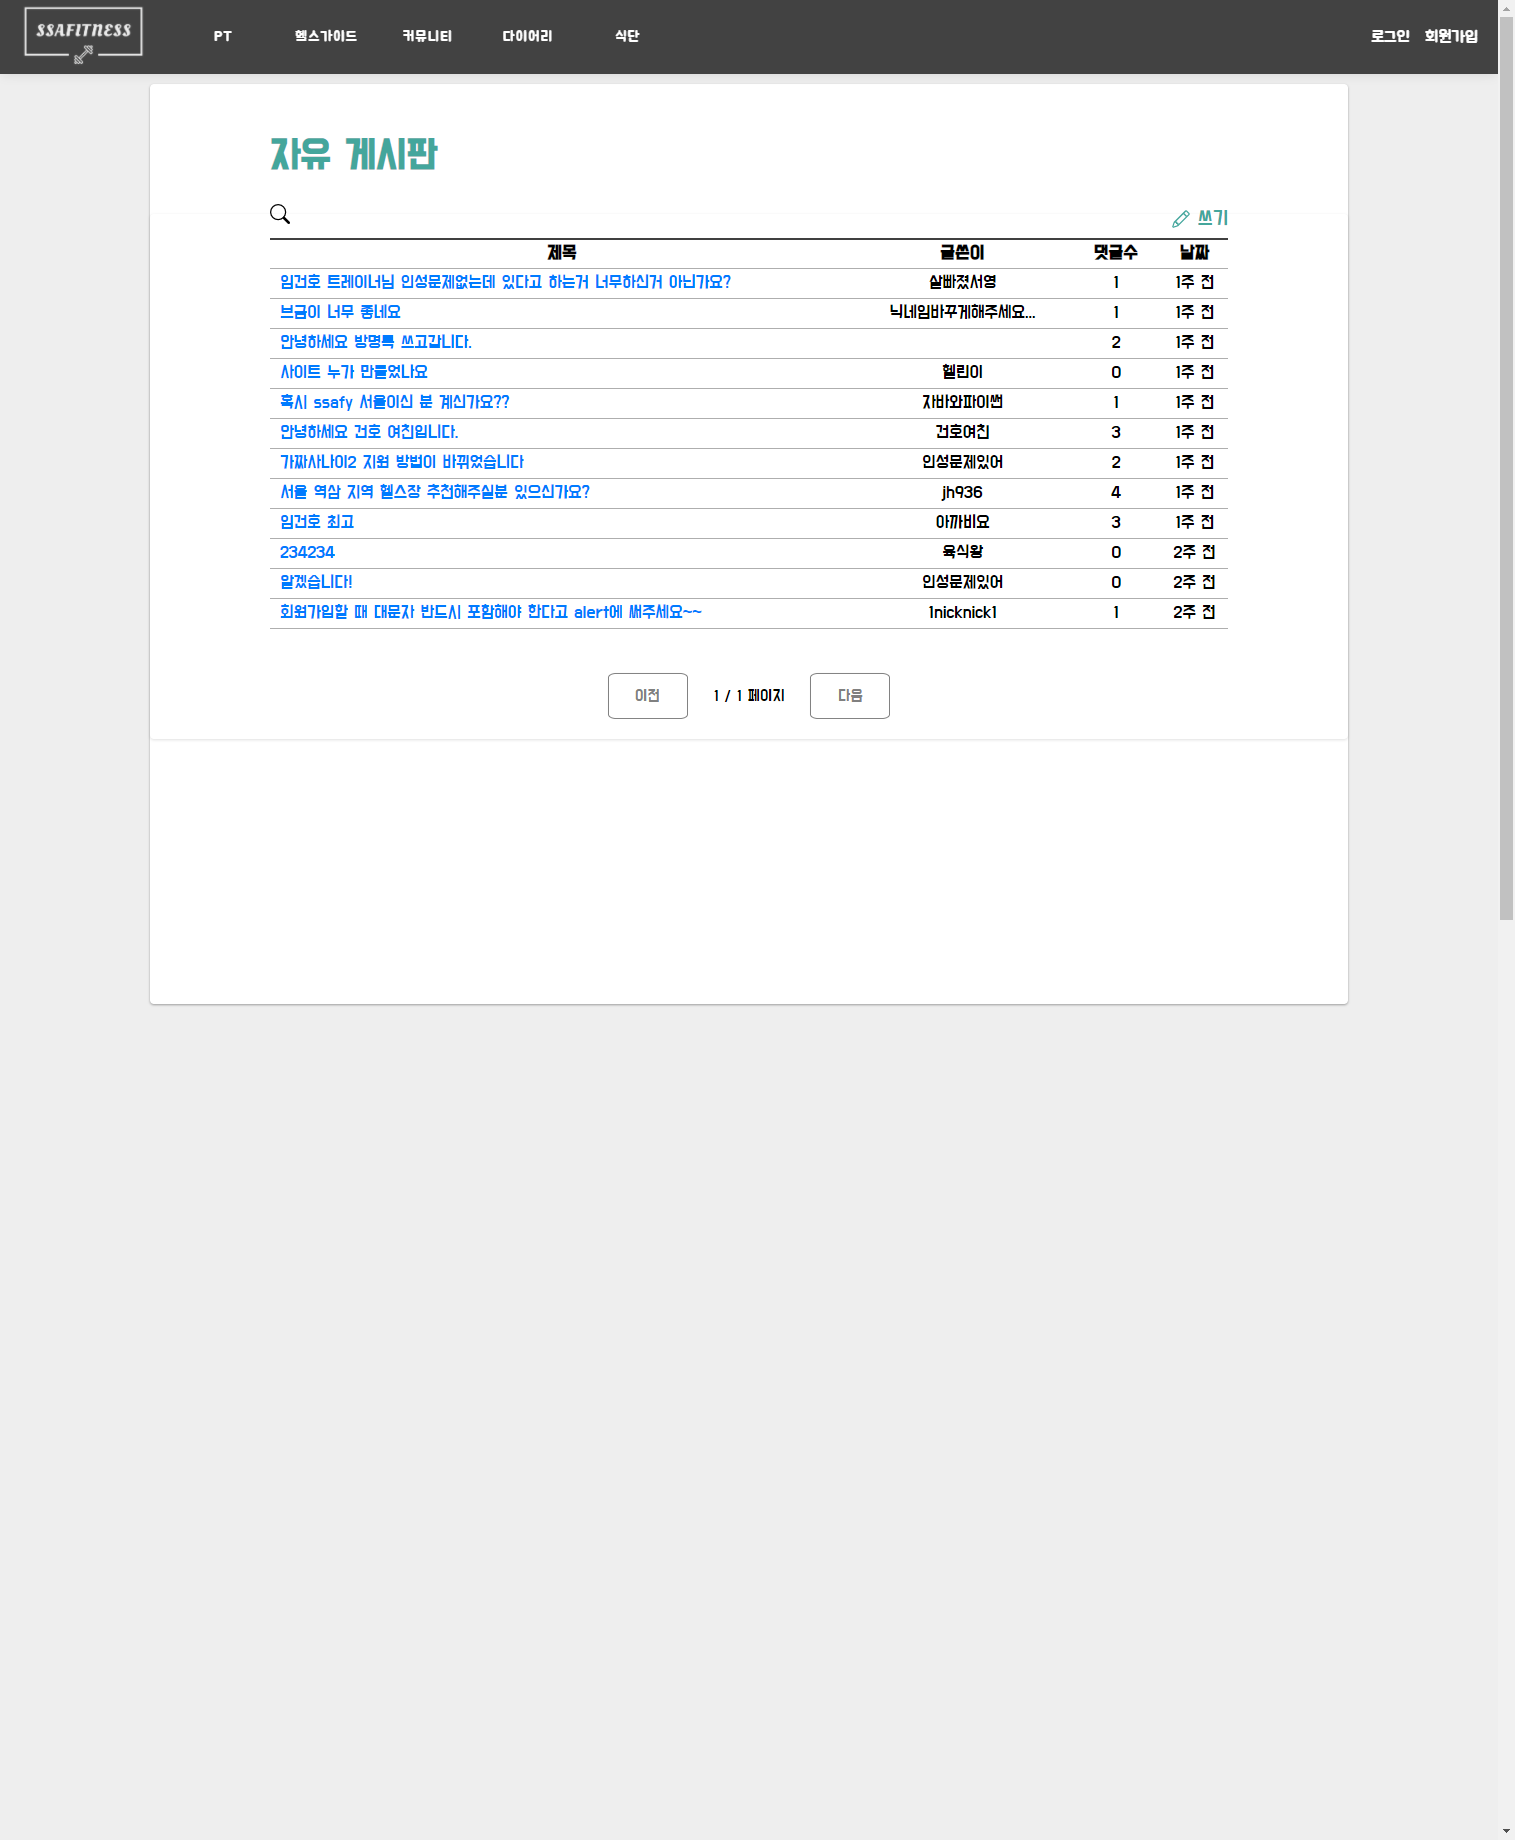 SSAFITNESS
PT 헬스가이드 커뮤니티 다이어리 식단 로그인 회원가입
자유 게시판
쓰기
제목 글쓴이 댓글수 날짜
임건호 트레이너님 인성문제없는데 있다고 하는거 너무하신거 아닌가요? 살빠졌서영 1 1주 전
브금이 너무 좋네요 닉네임바꾸게해주세요... 1 1주 전
안녕하세요 방명록 쓰고갑니다. 2 1주 전
사이트 누가 만들었나요 헬린이 0 1주 전
혹시 ssafy 서울이신 분 계신가요?? 자바와파이썬 1 1주 전
안녕하세요 건호 여친입니다. 건호여친 3 1주 전
가짜사나이2 지원 방법이 바뀌었습니다 인성문제있어 2 1주 전
서울 역삼 지역 헬스장 추천해주실분 있으신가요? jh936 4 1주 전
임건호 최고 아까비요 3 1주 전
234234 육식왕 0 2주 전
알겠습니다! 인성문제있어 0 2주 전
회원가입할 때 대문자 반드시 포함해야 한다고 alert에 써주세요~~ 1nicknick1 1 2주 전
이전 1 / 1 페이지 다음